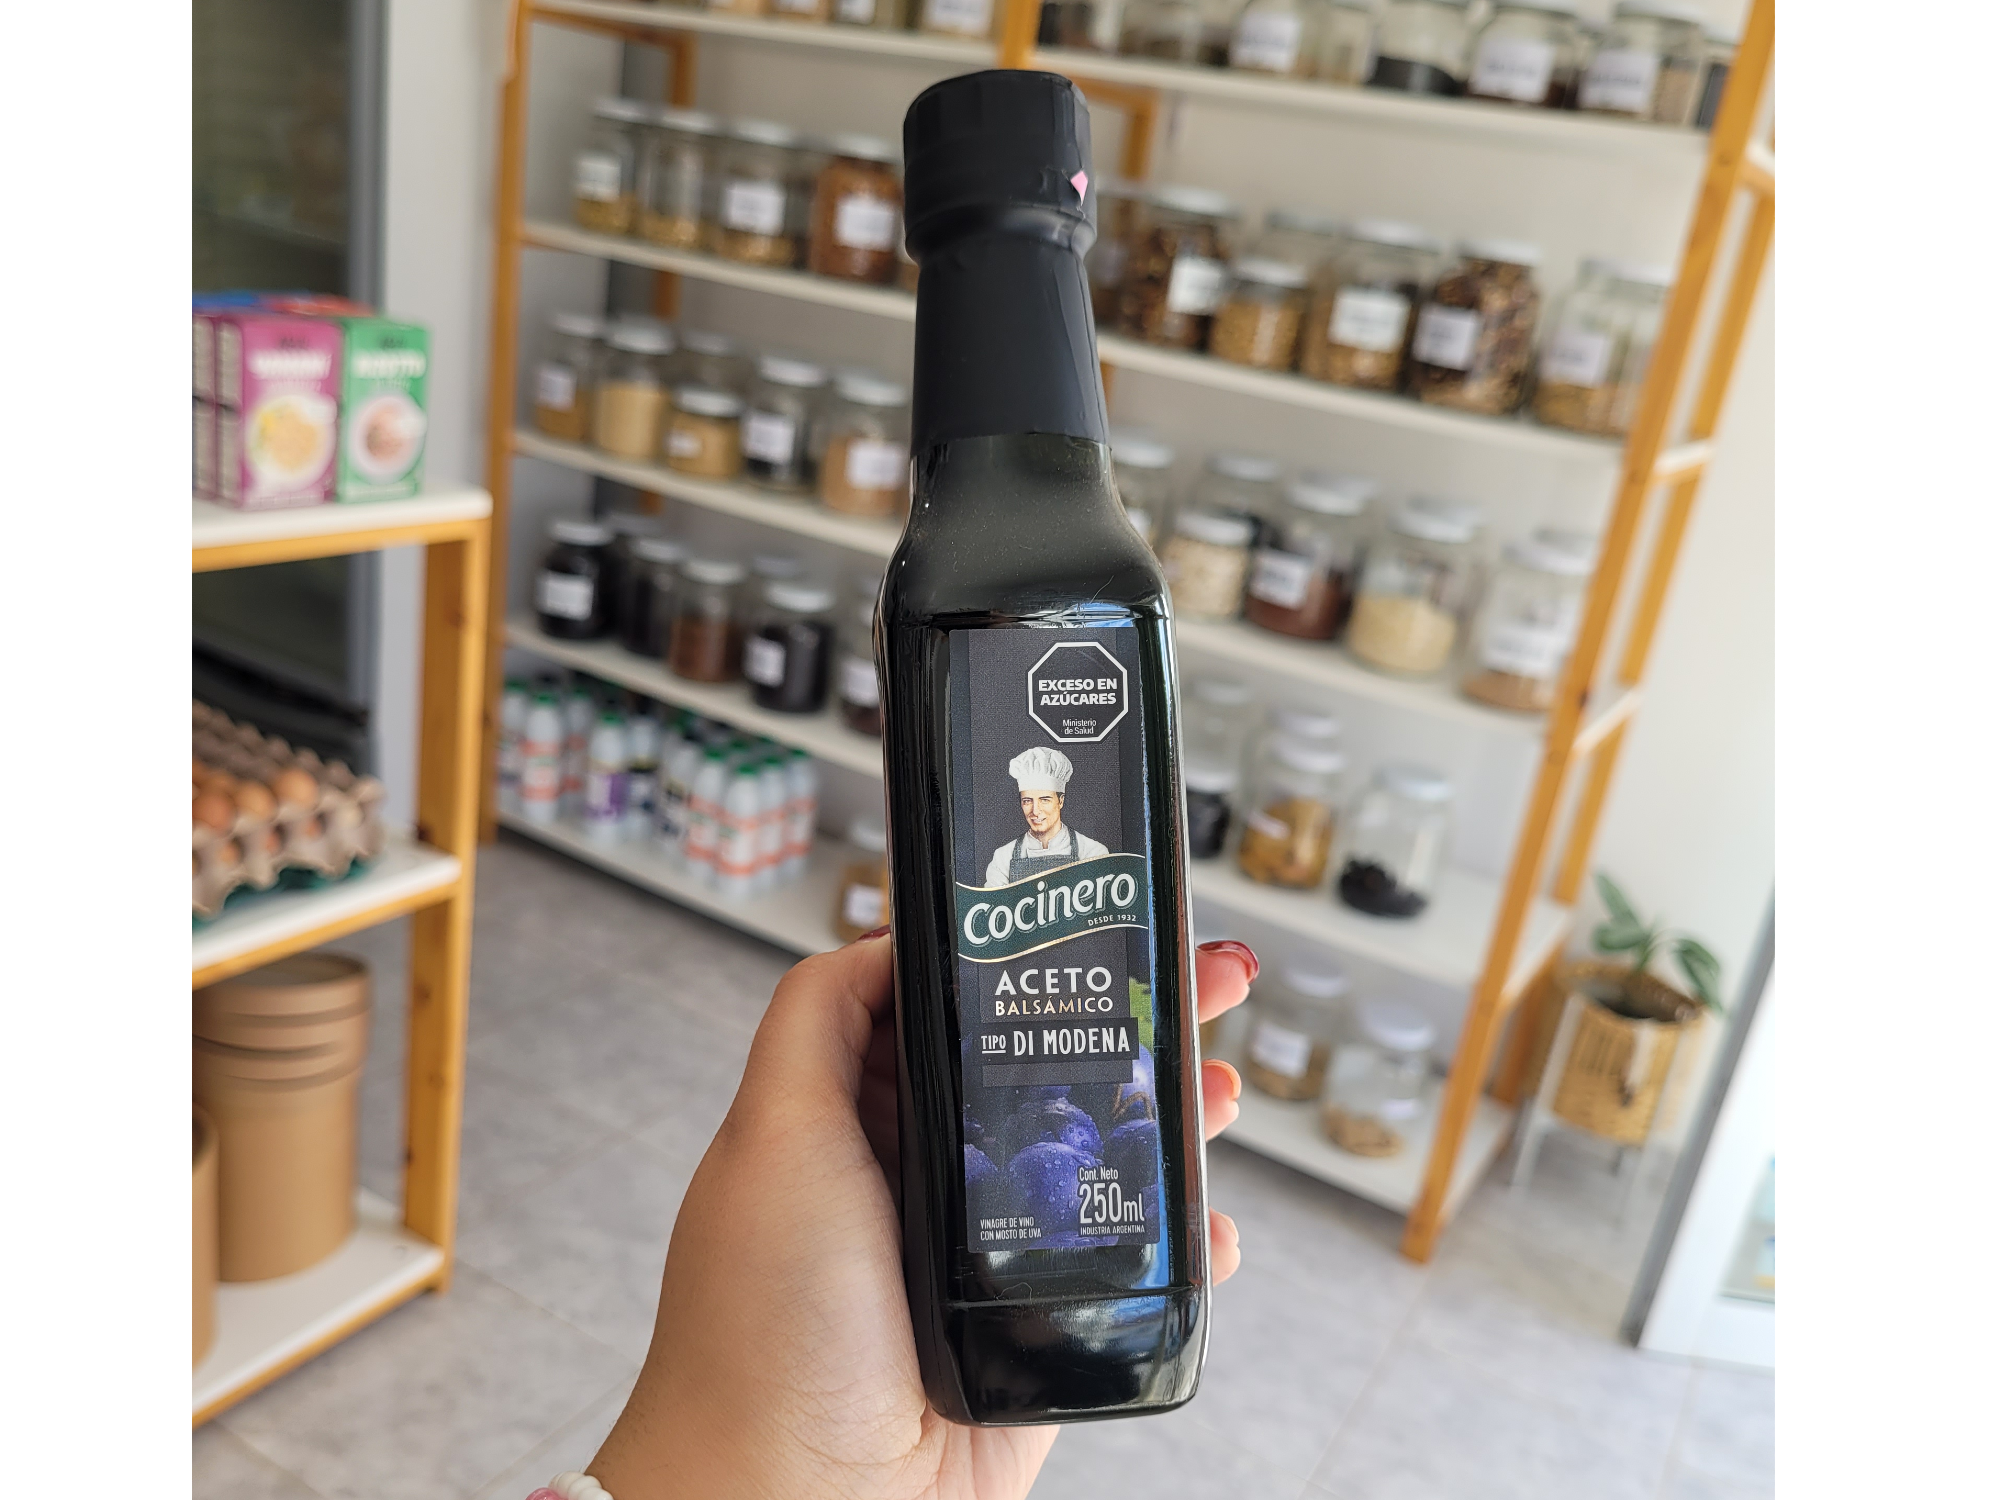 EXCESO EN
AZÚCARES
Ministerio
de Salud
Cocinero
DESDE 1932
ACETO
BALSÁMICO
TIPO DI MODENA
Cont. Neto
250ml
INDUSTRIA ARGENTINA
VINAGRE DE VINO
CON MOSTO DE UVA